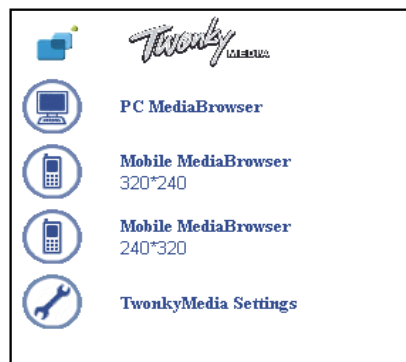 Twonky MEDIA
PC MediaBrowser
Mobile MediaBrowser
320*240
Mobile MediaBrowser
240*320
TwonkyMedia Settings